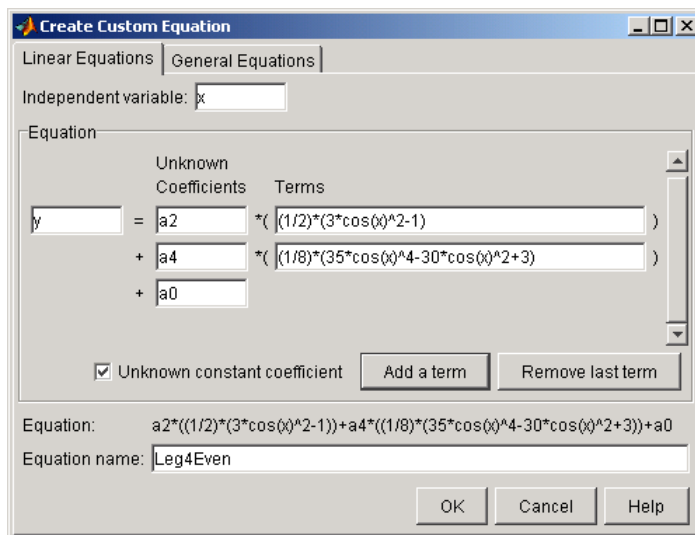 Create Custom Equation
Linear Equations General Equations
Independent variable: x
Equation
Unknown
Coefficients Terms
y = a2 *( (1/2)*(3*cos(x)^2-1) )
+ a4 *( (1/8)*(35*cos(x)^4-30*cos(x)^2+3) )
+ a0
Unknown constant coefficient Add a term Remove last term
Equation: a2*((1/2)*(3*cos(x)^2-1))+a4*((1/8)*(35*cos(x)^4-30*cos(x)^2+3))+a0
Equation name: Leg4Even
OK Cancel Help